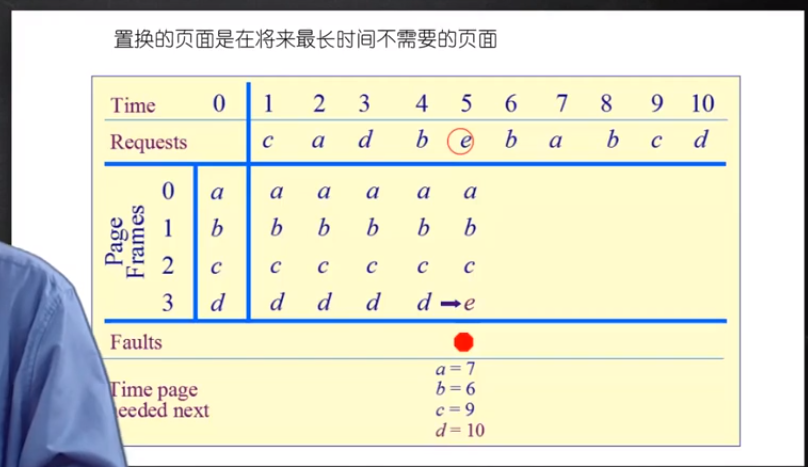 置换的页面是在将来最长时间不需要的页面
Time 0 1 2 3 4 5 6 7 8 9 10
Requests c a d b e b a b c d
Page Frames
0 a a a a a a
1 b b b b b b
2 c c c c c c
3 d d d d d e
Faults
a = 7
Time page b = 6
needed next c = 9
d = 10